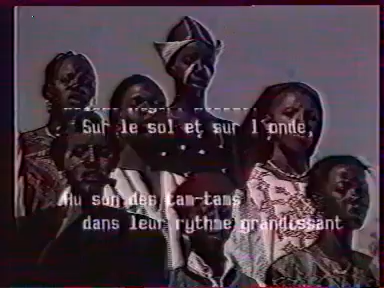 Sur le sol et sur l'onde,
Au son des tam-tams
dans leur rythme grandissant